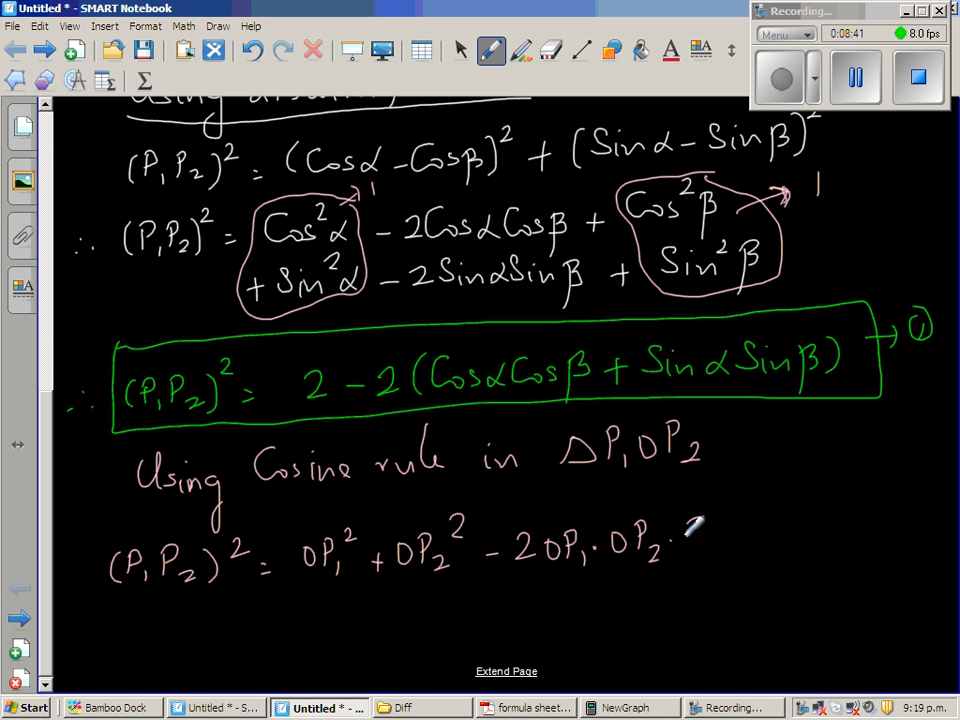 Untitled * - SMART Notebook
Recording...
File Edit View Insert Format Tools Math Draw Help
Menu 0:08:41 8.0 fps
Using
(P₁P₂)² = (Cosα - Cosβ)² + (Sinα - Sinβ)²
∴ (P₁P₂)² = Cos²α - 2CosαCosβ + Cos²β → 1
→ 1
+ Sin²α - 2SinαSinβ + Sin²β
∴ (P₁P₂)² = 2 - 2(CosαCosβ + SinαSinβ) → ①
Using Cosine rule in ΔP₁OP₂
(P₁P₂)² = OP₁² + OP₂² - 2OP₁·OP₂·
Extend Page
Start Bamboo Dock Untitled * - S... Untitled * - ... Diff formula sheet... NewGraph Recording... 9:19 p.m.